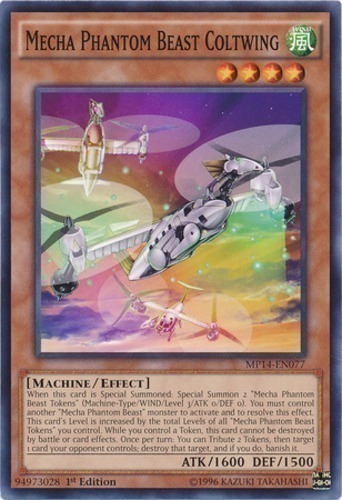 MECHA PHANTOM BEAST COLTWING
風
MP14-EN077
[MACHINE/EFFECT]
When this card is Special Summoned: Special Summon 2 "Mecha Phantom
Beast Tokens" (Machine-Type/WIND/Level 3/ATK 0/DEF 0). You must control
another "Mecha Phantom Beast" monster to activate and to resolve this effect.
This card's Level is increased by the total Levels of all "Mecha Phantom Beast
Tokens" you control. While you control a Token, this card cannot be destroyed
by battle or card effects. Once per turn: You can Tribute 2 Tokens, then target
1 card your opponent controls; destroy that target, and if you do, banish it.
ATK/1600 DEF/1500
94973028 1st Edition
©1996 KAZUKI TAKAHASHI